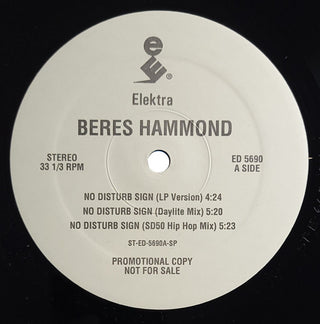 e
e®
Elektra
BERES HAMMOND
STEREO ED 5690
33 1/3 RPM A SIDE
NO DISTURB SIGN (LP Version) 4:24
NO DISTURB SIGN (Daylite Mix) 5:20
NO DISTURB SIGN (SD50 Hip Hop Mix) 5:23
ST-ED-5690A-SP
PROMOTIONAL COPY
NOT FOR SALE